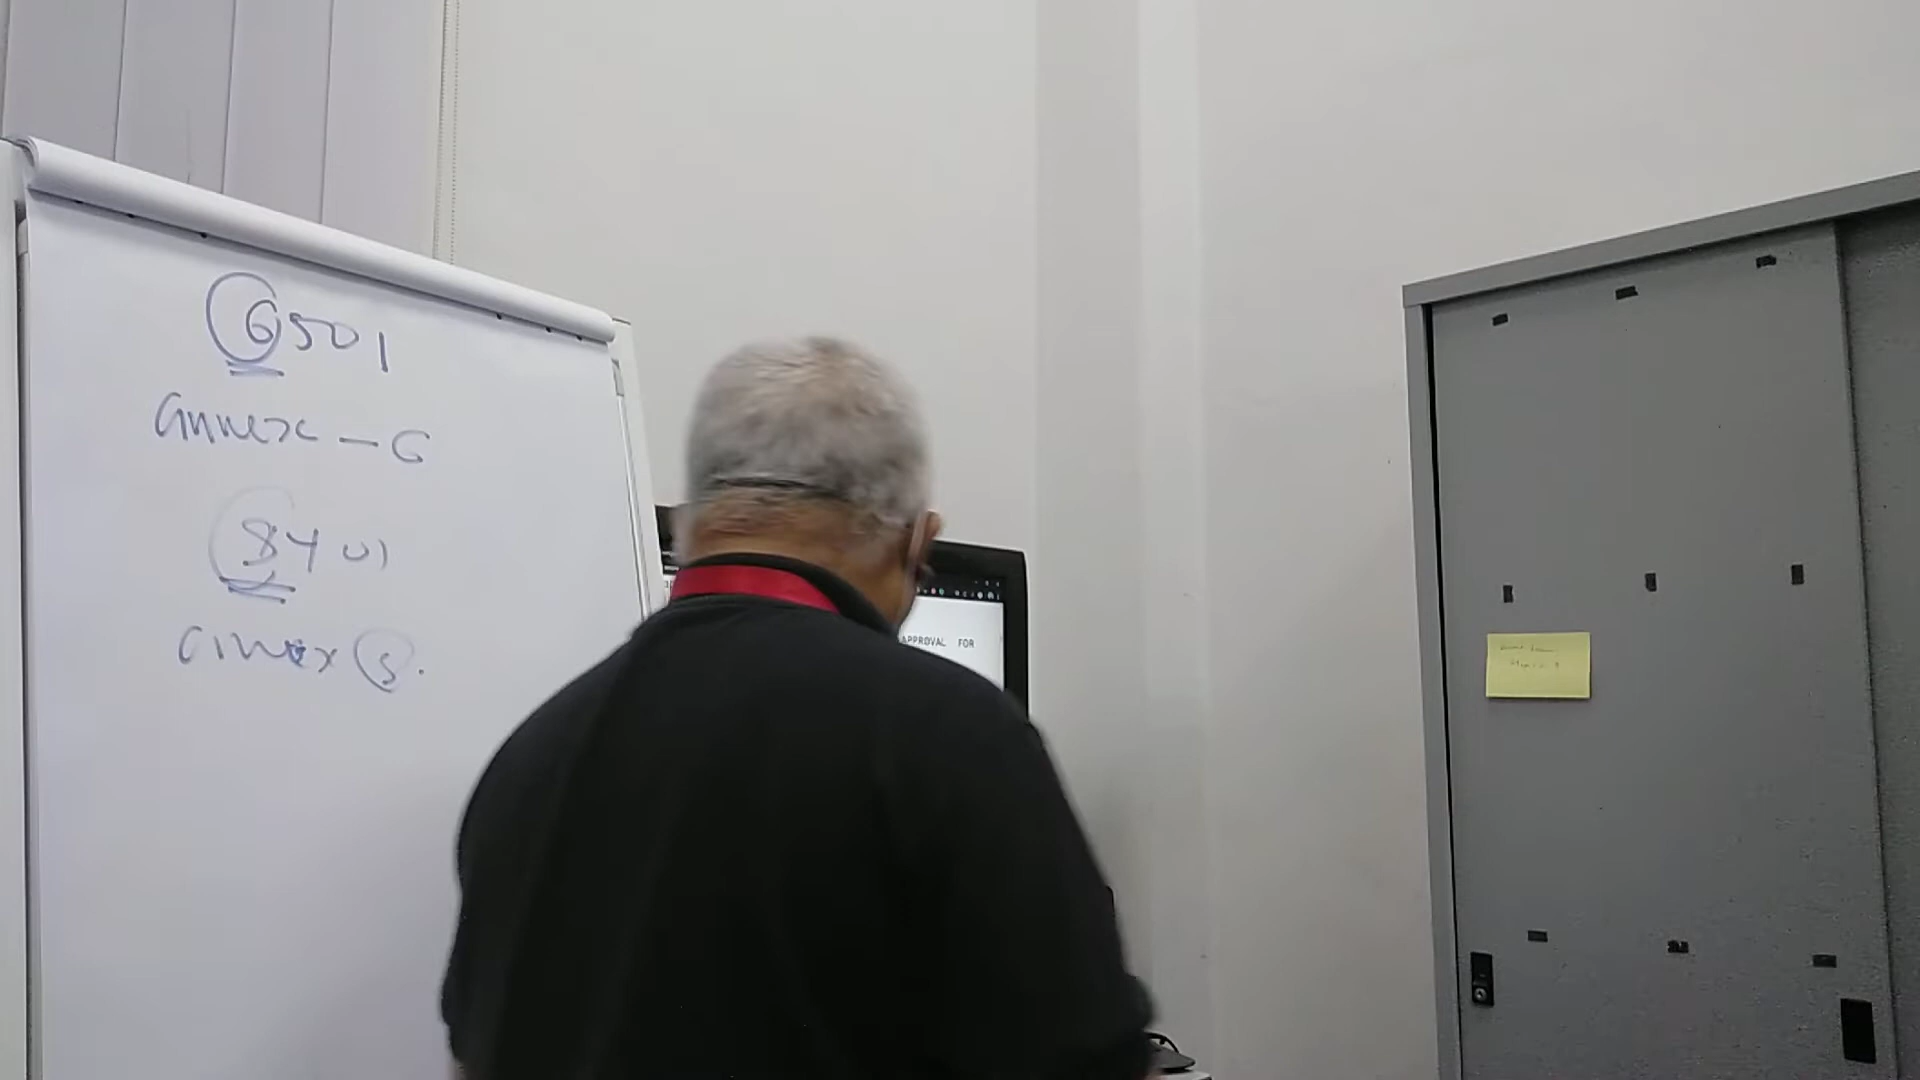 6501
Annex - G
8401
Annex S.
APPROVAL FOR